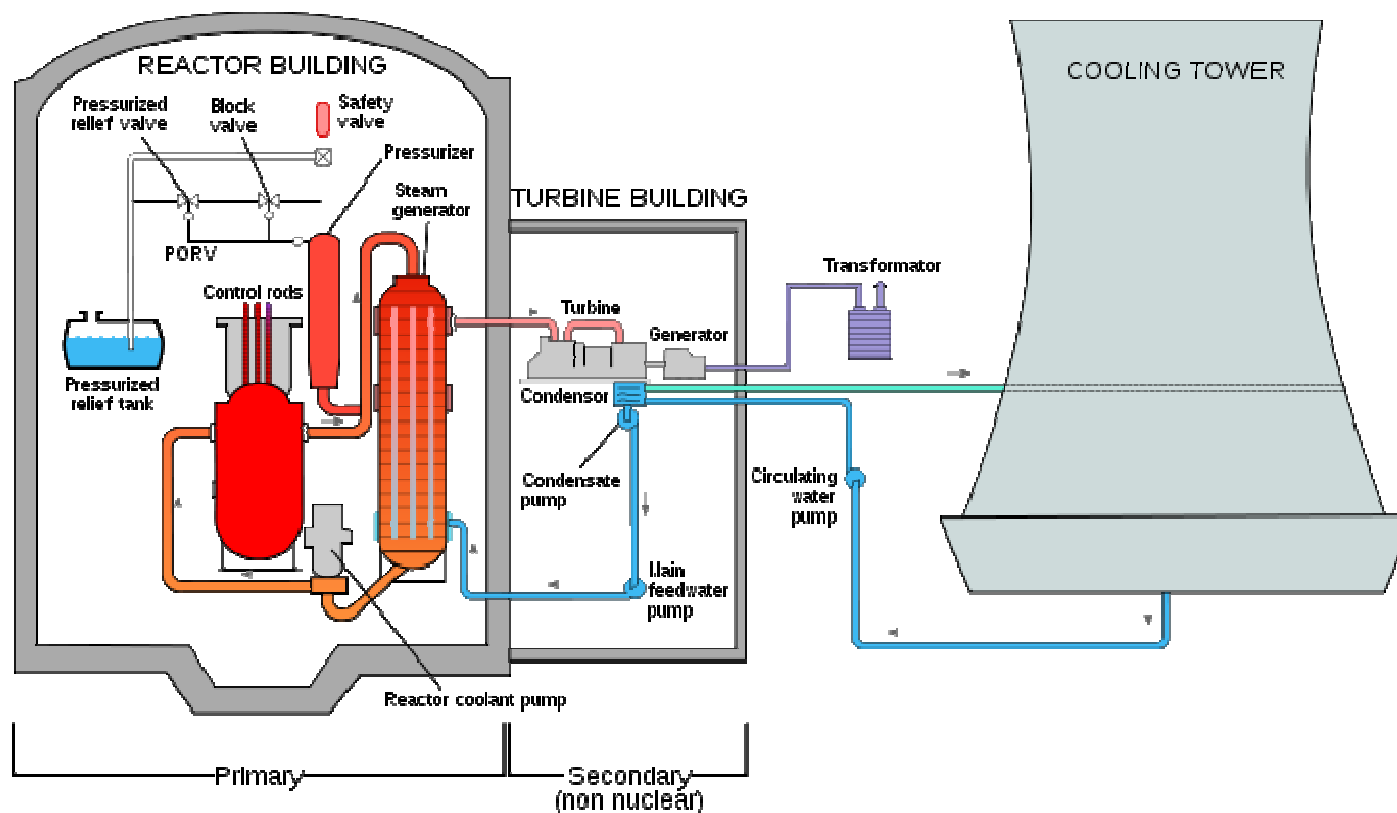 REACTOR BUILDING
Pressurized
relief valve
Block
valve
Safety
valve
Pressurizer
Steam
generator
PORV
Control rods
Pressurized
relief tank
Reactor coolant pump
TURBINE BUILDING
Turbine
Generator
Condensor
Condensate
pump
Main
feedwater
pump
Transformator
Circulating
water
pump
COOLING TOWER
Primary
Secondary
(non nuclear)